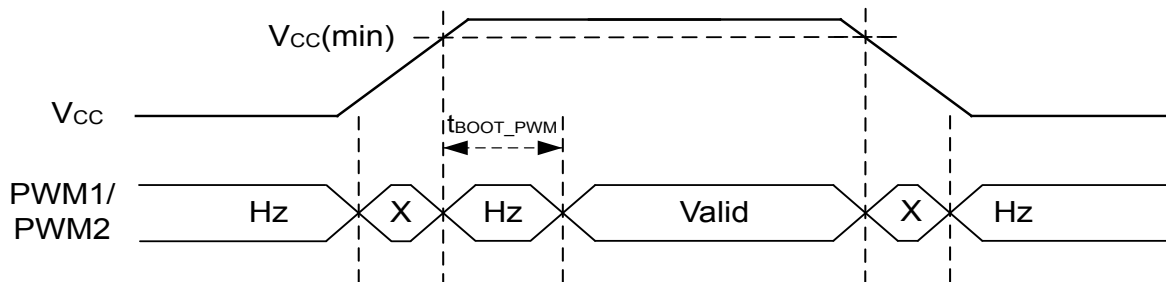 VCC(min)
VCC
tBOOT_PWM
PWM1/
PWM2
Hz
X
Hz
Valid
X
Hz